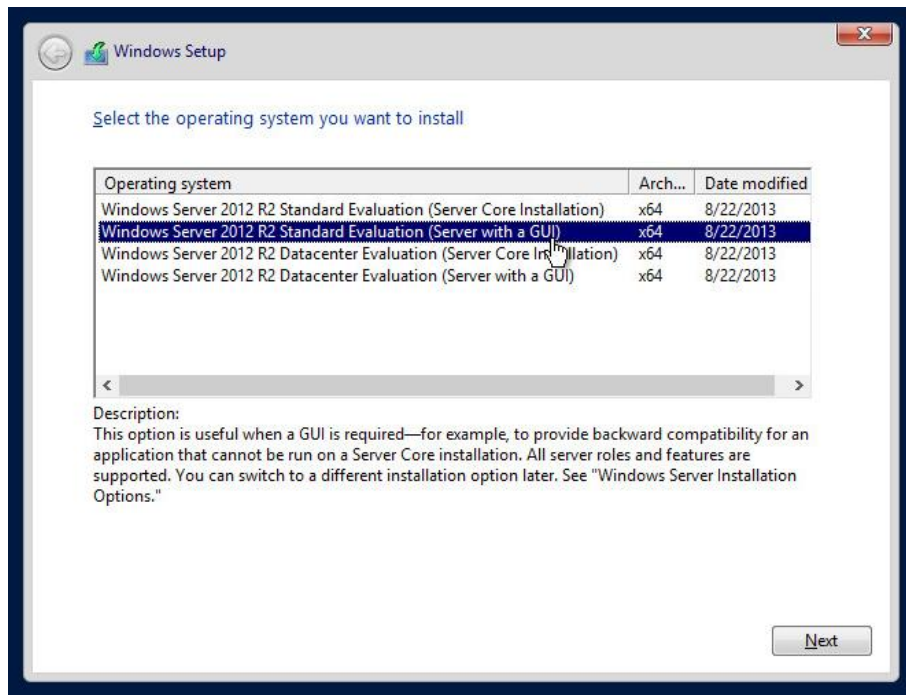 Windows Setup
Select the operating system you want to install
Operating system Arch... Date modified
Windows Server 2012 R2 Standard Evaluation (Server Core Installation) x64 8/22/2013
Windows Server 2012 R2 Standard Evaluation (Server with a GUI) x64 8/22/2013
Windows Server 2012 R2 Datacenter Evaluation (Server Core Installation) x64 8/22/2013
Windows Server 2012 R2 Datacenter Evaluation (Server with a GUI) x64 8/22/2013
Description:
This option is useful when a GUI is required—for example, to provide backward compatibility for an
application that cannot be run on a Server Core installation. All server roles and features are
supported. You can switch to a different installation option later. See "Windows Server Installation
Options."
Next